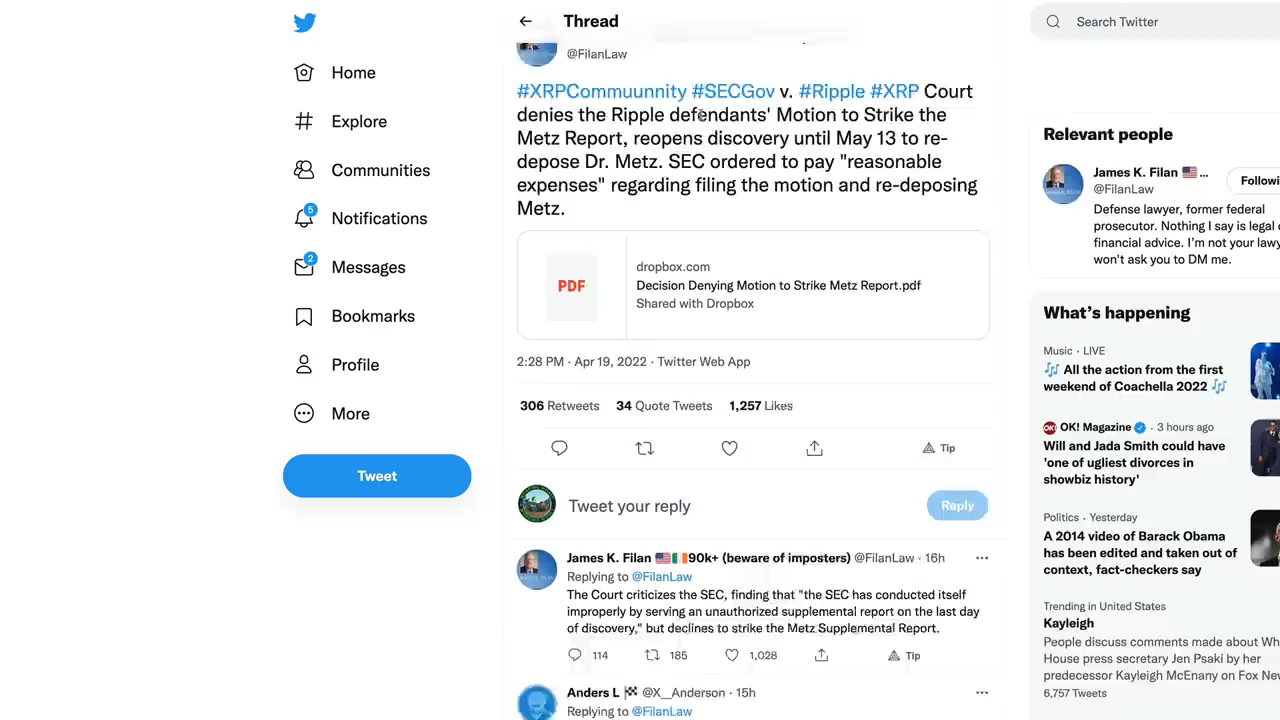 Thread
Search Twitter
@FilanLaw
Home
Explore
Communities
5
Notifications
2
Messages
Bookmarks
Profile
More
Tweet
#XRPCommuunnity #SECGov v. #Ripple #XRP Court
denies the Ripple defendants' Motion to Strike the
Metz Report, reopens discovery until May 13 to re-
depose Dr. Metz. SEC ordered to pay "reasonable
expenses" regarding filing the motion and re-deposing
Metz.
PDF
dropbox.com
Decision Denying Motion to Strike Metz Report.pdf
Shared with Dropbox
2:28 PM · Apr 19, 2022 · Twitter Web App
306 Retweets 34 Quote Tweets 1,257 Likes
Tip
Tweet your reply
Reply
James K. Filan 🇺🇸🇮🇪90k+ (beware of imposters) @FilanLaw · 16h
Replying to @FilanLaw
The Court criticizes the SEC, finding that "the SEC has conducted itself
improperly by serving an unauthorized supplemental report on the last day
of discovery," but declines to strike the Metz Supplemental Report.
114 185 1,028 Tip
Anders L 🏁 @X__Anderson · 15h
Replying to @FilanLaw
Relevant people
James K. Filan 🇺🇸...
@FilanLaw
Followi
Defense lawyer, former federal
prosecutor. Nothing I say is legal
financial advice. I'm not your lawy
won't ask you to DM me.
What's happening
Music · LIVE
🎶 All the action from the first
weekend of Coachella 2022 🎶
OK! OK! Magazine · 3 hours ago
Will and Jada Smith could have
'one of ugliest divorces in
showbiz history'
Politics · Yesterday
A 2014 video of Barack Obama
has been edited and taken out of
context, fact-checkers say
Trending in United States
Kayleigh
People discuss comments made about Wh
House press secretary Jen Psaki by her
predecessor Kayleigh McEnany on Fox New
6,757 Tweets